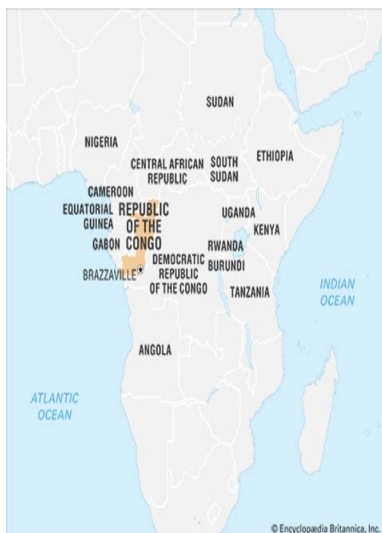 SUDAN
NIGERIA
ETHIOPIA
CENTRAL AFRICAN
REPUBLIC
SOUTH
SUDAN
CAMEROON
EQUATORIAL
GUINEA
REPUBLIC
OF THE
CONGO
UGANDA
KENYA
GABON
RWANDA
BURUNDI
DEMOCRATIC
REPUBLIC
OF THE CONGO
BRAZZAVILLE
TANZANIA
INDIAN
OCEAN
ANGOLA
ATLANTIC
OCEAN
© Encyclopædia Britannica, Inc.